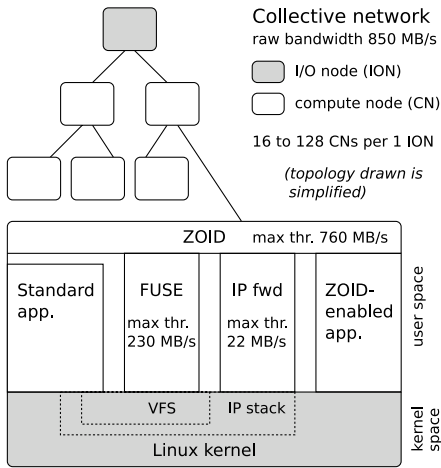 Collective network
raw bandwidth 850 MB/s
I/O node (ION)
compute node (CN)
16 to 128 CNs per 1 ION
(topology drawn is
simplified)
ZOID max thr. 760 MB/s
Standard
app.
FUSE
max thr.
230 MB/s
IP fwd
max thr.
22 MB/s
ZOID-
enabled
app.
user space
VFS
IP stack
Linux kernel
kernel
space